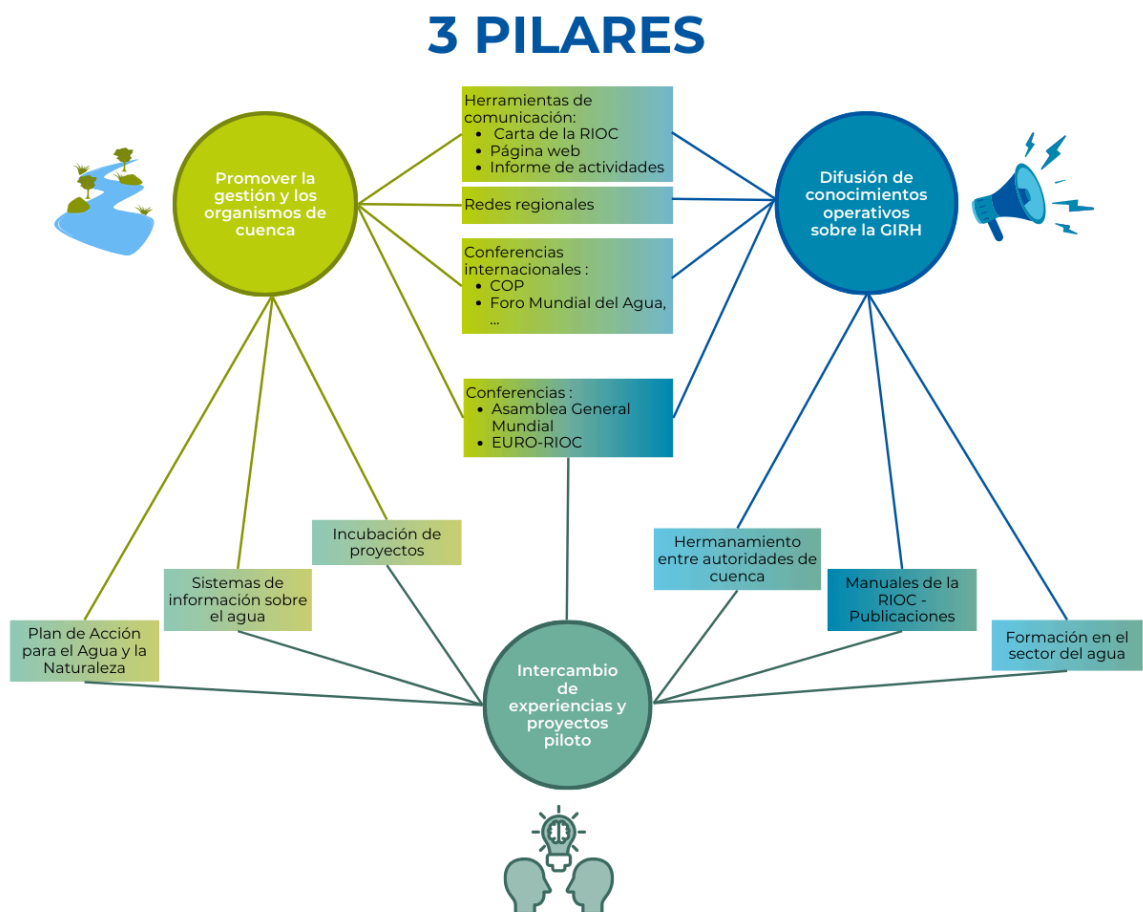 3 PILARES
Promover la
gestión y los
organismos de
cuenca
Herramientas de
comunicación:
• Carta de la RIOC
• Página web
• Informe de actividades
Redes regionales
Conferencias
internacionales :
• COP
• Foro Mundial del Agua,
...
Conferencias :
• Asamblea General
Mundial
• EURO-RIOC
Difusión de
conocimientos
operativos
sobre la GIRH
Incubación de
proyectos
Sistemas de
información sobre
el agua
Plan de Acción
para el Agua y la
Naturaleza
Hermanamiento
entre autoridades de
cuenca
Manuales de la
RIOC -
Publicaciones
Formación en el
sector del agua
Intercambio
de
experiencias y
proyectos
piloto